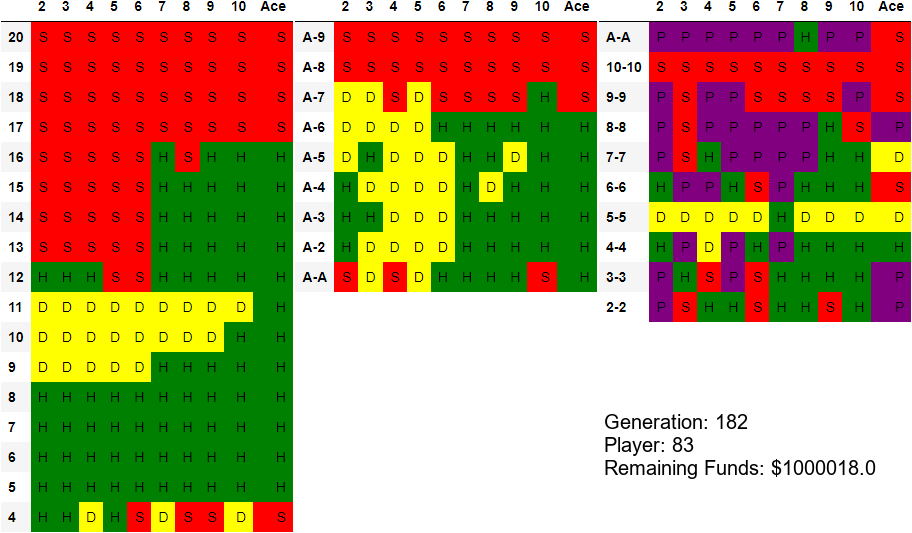 2 3 4 5 6 7 8 9 10 Ace
20 S S S S S S S S S S
19 S S S S S S S S S S
18 S S S S S S S S S S
17 S S S S S S S S S S
16 S S S S S H S H H H
15 S S S S S H H H H H
14 S S S S S H H H H H
13 S S S S S H H H H H
12 H H H S S H H H H H
11 D D D D D D D D D H
10 D D D D D D D D H H
9 D D D D D H H H H H
8 H H H H H H H H H H
7 H H H H H H H H H H
6 H H H H H H H H H H
5 H H H H H H H H H H
4 H H D H S D S S D S
2 3 4 5 6 7 8 9 10 Ace
A-9 S S S S S S S S S S
A-8 S S S S S S S S S S
A-7 D D S D S S S S H S
A-6 D D D D H H H H H H
A-5 D H D D D H H D H H
A-4 H D D D D H D H H H
A-3 H H D D D H H H H H
A-2 H D D D D H H H H H
A-A S D S D H H H H S H
2 3 4 5 6 7 8 9 10 Ace
A-A P P P P P P H P P S
10-10 S S S S S S S S S S
9-9 P S P P S S S S P S
8-8 P S P P P P P H S P
7-7 P S H P P P P H H D
6-6 H P P H S P H H H S
5-5 D D D D D H D D D D
4-4 H P D P H P H H H H
3-3 P H S P S H H H H P
2-2 P S H H S H H S H P
Generation: 182
Player: 83
Remaining Funds: $1000018.0